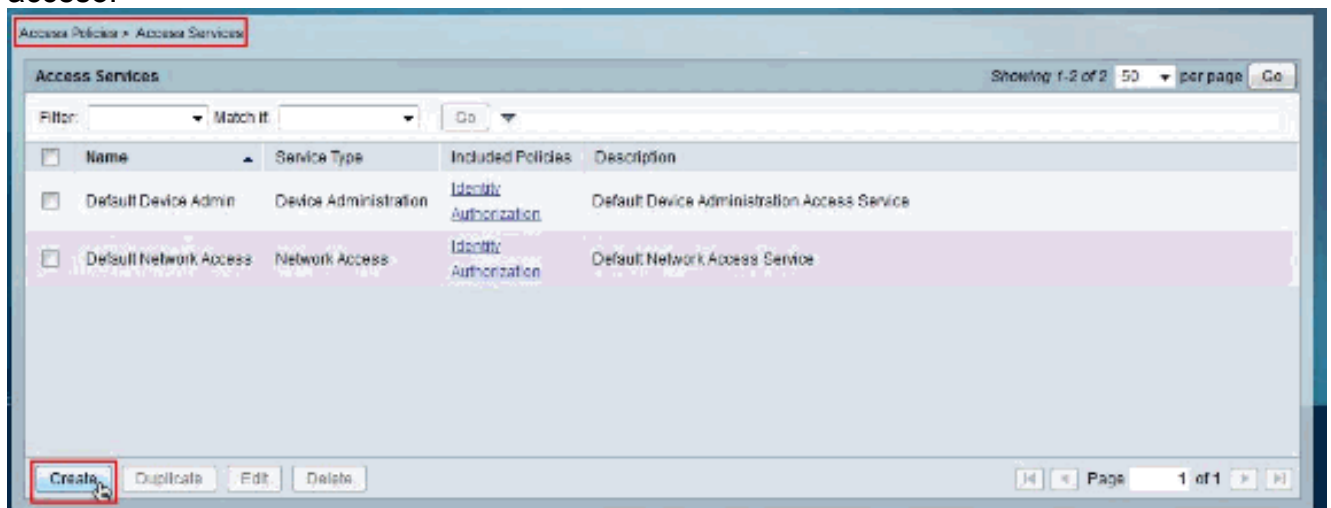 access.
Access Policies > Access Services
Access Services Showing 1-2 of 2 50 per page Go
Filter: Match if: Go
Name Service Type Included Policies Description
Default Device Admin Device Administration Identity Authorization Default Device Administration Access Service
Default Network Access Network Access Identity Authorization Default Network Access Service
Create Duplicate Edit Delete Page 1 of 1